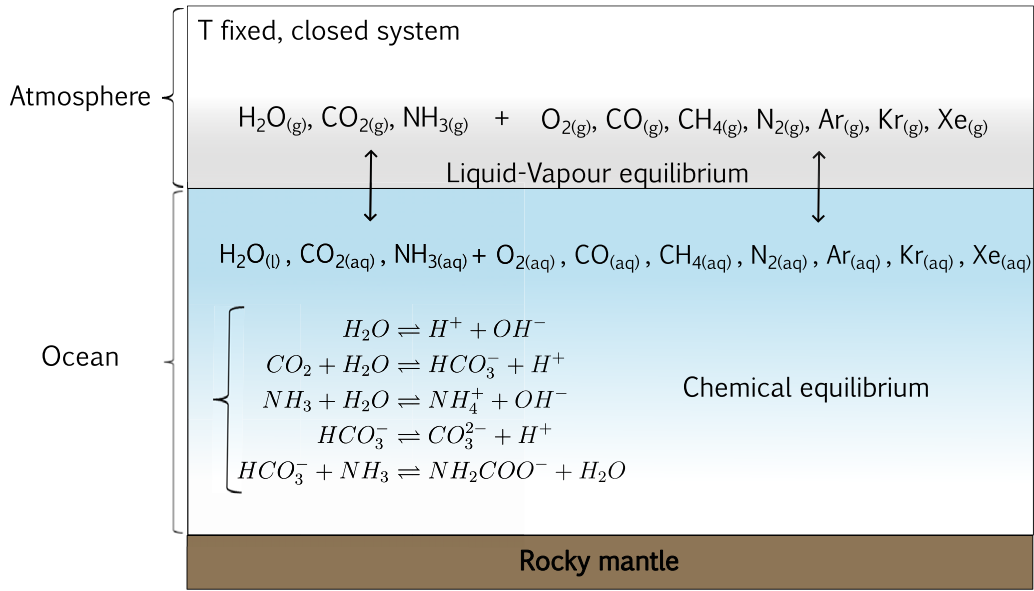 T fixed, closed system
Atmosphere
H₂O₍g₎, CO₂₍g₎, NH₃₍g₎ + O₂₍g₎, CO₍g₎, CH₄₍g₎, N₂₍g₎, Ar₍g₎, Kr₍g₎, Xe₍g₎
Liquid-Vapour equilibrium
H₂O₍l₎ , CO₂₍aq₎ , NH₃₍aq₎ + O₂₍aq₎ , CO₍aq₎ , CH₄₍aq₎ , N₂₍aq₎ , Ar₍aq₎ , Kr₍aq₎ , Xe₍aq₎
Ocean
H₂O ⇌ H⁺ + OH⁻
CO₂ + H₂O ⇌ HCO₃⁻ + H⁺
NH₃ + H₂O ⇌ NH₄⁺ + OH⁻
HCO₃⁻ ⇌ CO₃²⁻ + H⁺
HCO₃⁻ + NH₃ ⇌ NH₂COO⁻ + H₂O
Chemical equilibrium
Rocky mantle